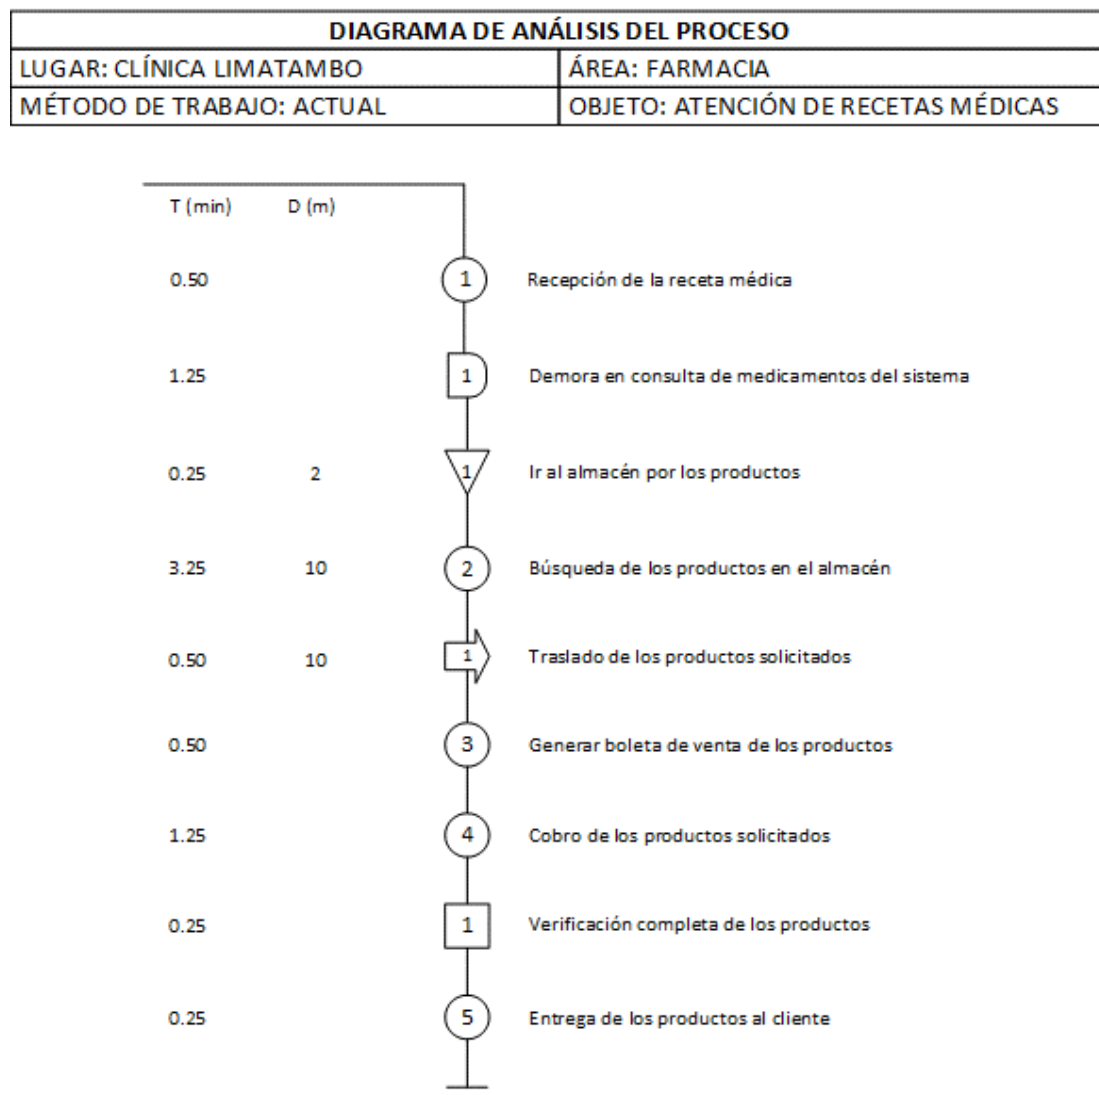 DIAGRAMA DE ANÁLISIS DEL PROCESO
LUGAR: CLÍNICA LIMATAMBO ÁREA: FARMACIA
MÉTODO DE TRABAJO: ACTUAL OBJETO: ATENCIÓN DE RECETAS MÉDICAS
T (min) D (m)
0.50 1 Recepción de la receta médica
1.25 1 Demora en consulta de medicamentos del sistema
0.25 2 1 Ir al almacén por los productos
3.25 10 2 Búsqueda de los productos en el almacén
0.50 10 1 Traslado de los productos solicitados
0.50 3 Generar boleta de venta de los productos
1.25 4 Cobro de los productos solicitados
0.25 1 Verificación completa de los productos
0.25 5 Entrega de los productos al cliente